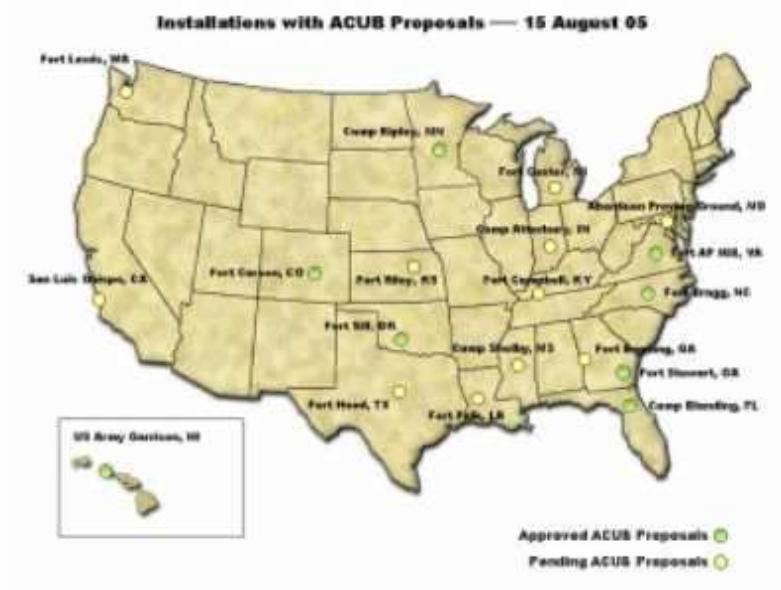 Installations with ACUB Proposals — 15 August 05
Fort Lewis, WA
Camp Ripley, MN
Fort Custer, MI
Aberdeen Proving Ground, MD
Camp Atterbury, IN
Fort AP Hill, VA
San Luis Obispo, CA
Fort Carson, CO
Fort Riley, KS
Fort Campbell, KY
Fort Bragg, NC
Fort Sill, OK
Camp Shelby, MS
Fort Benning, GA
Fort Stewart, GA
Fort Hood, TX
Fort Polk, LA
Camp Blanding, FL
US Army Garrison, HI
Approved ACUB Proposals
Pending ACUB Proposals